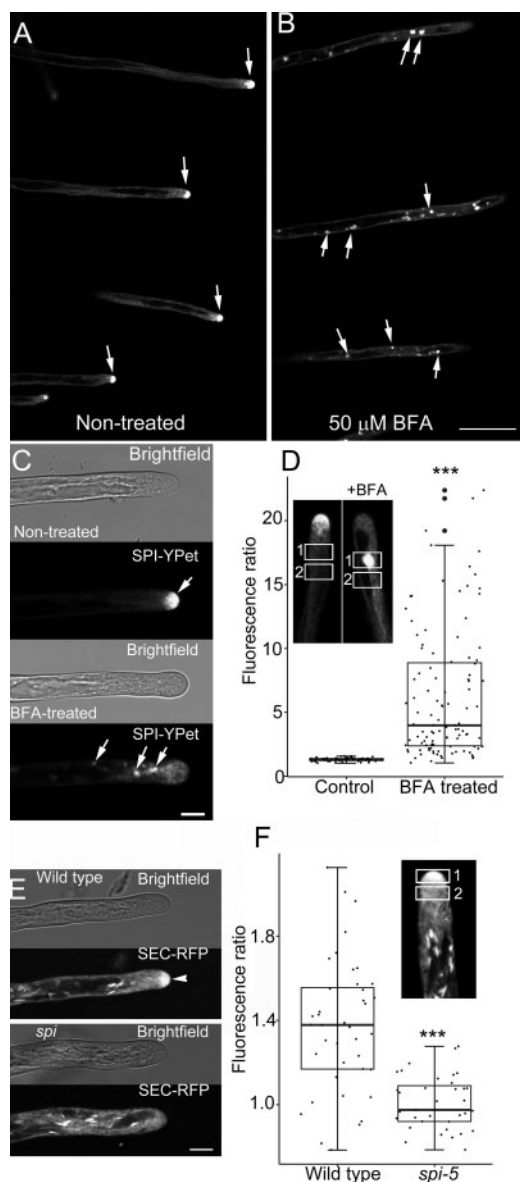 A
B
Non-treated
50 μM BFA
C
Brightfield
Non-treated
SPI-YPet
Brightfield
BFA-treated
SPI-YPet
D
***
+BFA
1
2
1
2
Fluorescence ratio
20
15
10
5
0
Control
BFA treated
E
Wild type
Brightfield
SEC-RFP
spi
Brightfield
SEC-RFP
F
1
2
***
Fluorescence ratio
1.8
1.4
1.0
Wild type
spi-5